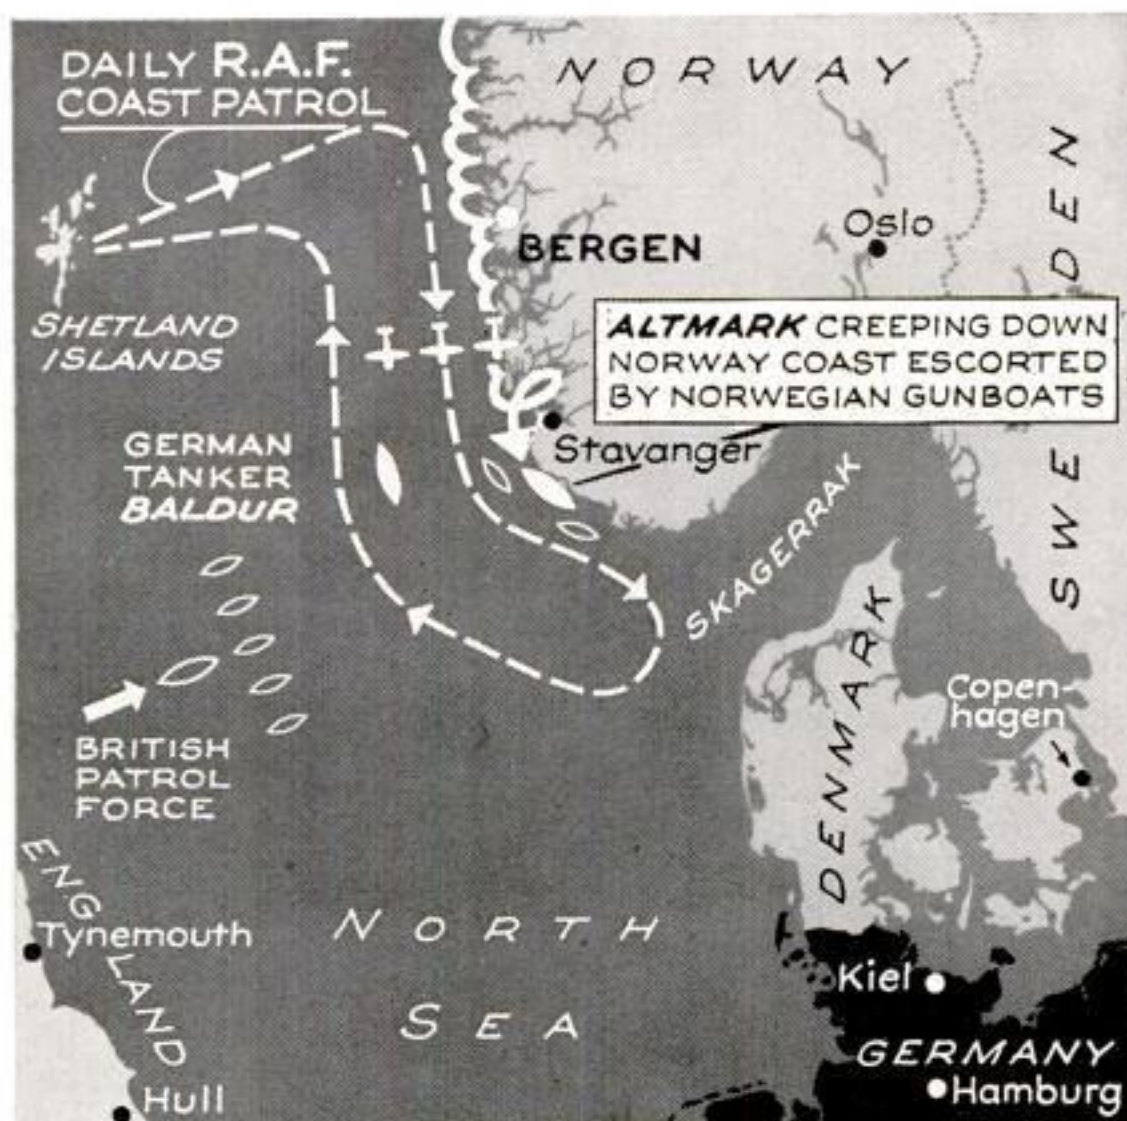 DAILY R.A.F.
COAST PATROL
NORWAY
SWEDEN
Oslo
BERGEN
SHETLAND
ISLANDS
ALTMARK CREEPING DOWN
NORWAY COAST ESCORTED
BY NORWEGIAN GUNBOATS
Stavanger
GERMAN
TANKER
BALDUR
SKAGERRAK
DENMARK
Copen-
hagen
BRITISH
PATROL
FORCE
ENGLAND
Tynemouth
NORTH
SEA
Kiel
GERMANY
Hamburg
Hull